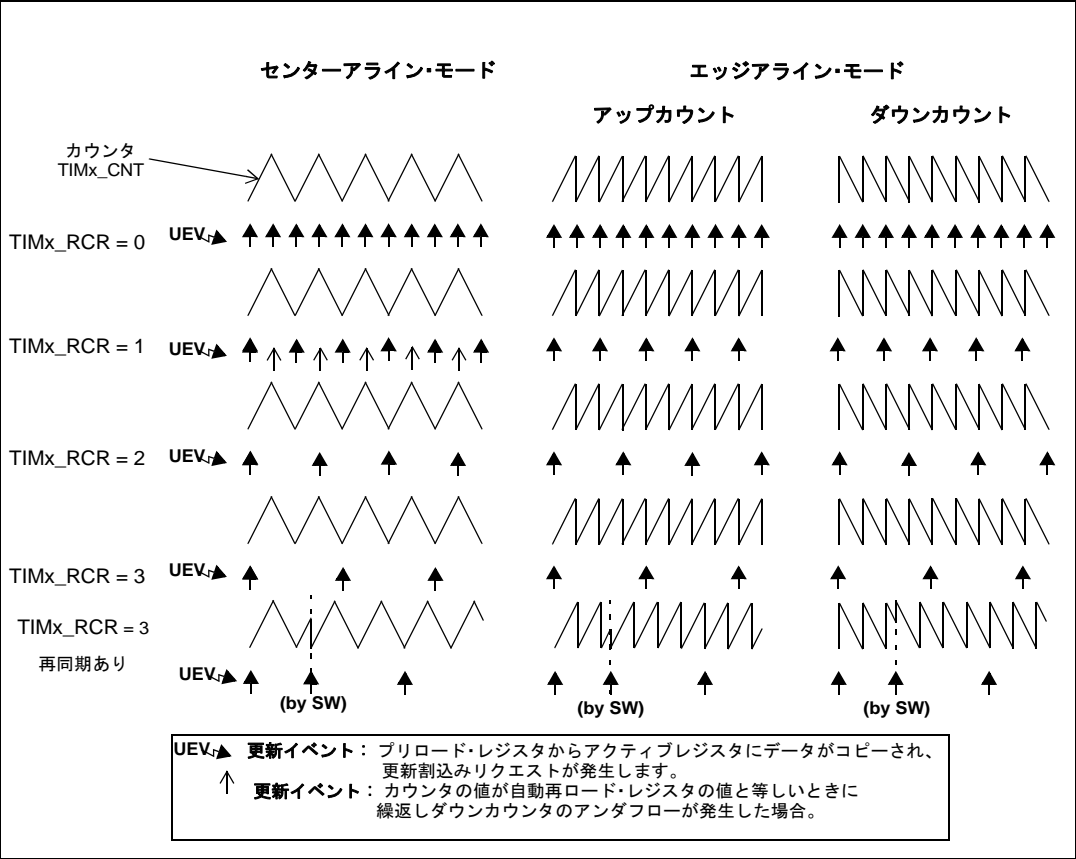 センターアライン・モード
エッジアライン・モード
アップカウント
ダウンカウント
カウンタ
TIMx_CNT
TIMx_RCR = 0
UEV
TIMx_RCR = 1
UEV
TIMx_RCR = 2
UEV
TIMx_RCR = 3
UEV
TIMx_RCR = 3
再同期あり
UEV
(by SW)
(by SW)
(by SW)
UEV 更新イベント： プリロード・レジスタからアクティブレジスタにデータがコピーされ、
更新割込みリクエストが発生します。
更新イベント： カウンタの値が自動再ロード・レジスタの値と等しいときに
繰返しダウンカウンタのアンダフローが発生した場合。